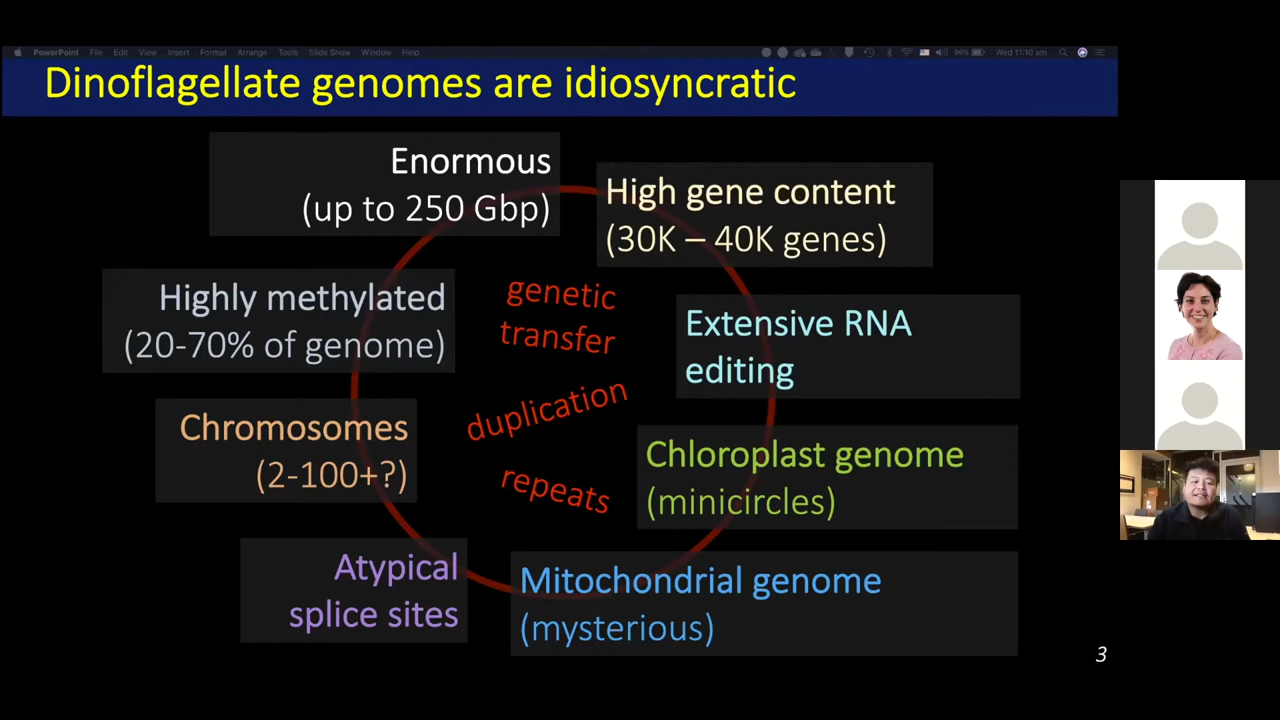 PowerPoint File Edit View Insert Format Arrange Tools Slide Show Window Help
86% Wed 11:10 am
Dinoflagellate genomes are idiosyncratic
Enormous
(up to 250 Gbp)
High gene content
(30K – 40K genes)
Highly methylated
(20-70% of genome)
genetic
transfer
Extensive RNA
editing
duplication
Chromosomes
(2-100+?)
Chloroplast genome
(minicircles)
repeats
Atypical
splice sites
Mitochondrial genome
(mysterious)
3